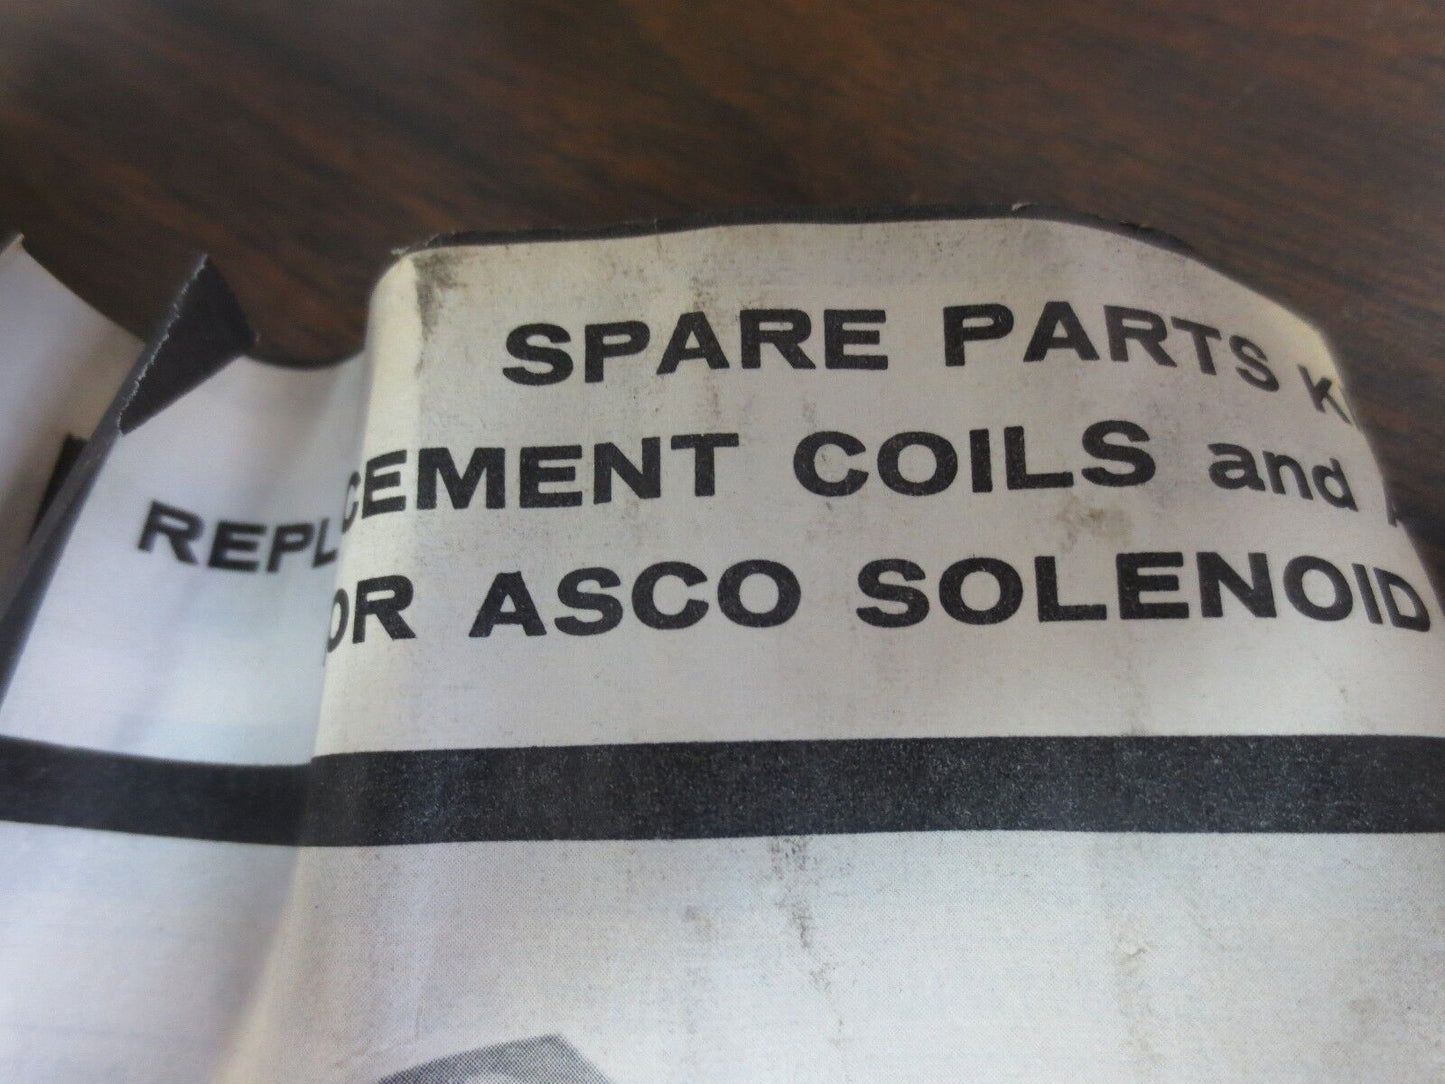 SPARE PARTS K
REPL CEMENT COILS and
OR ASCO SOLENOID